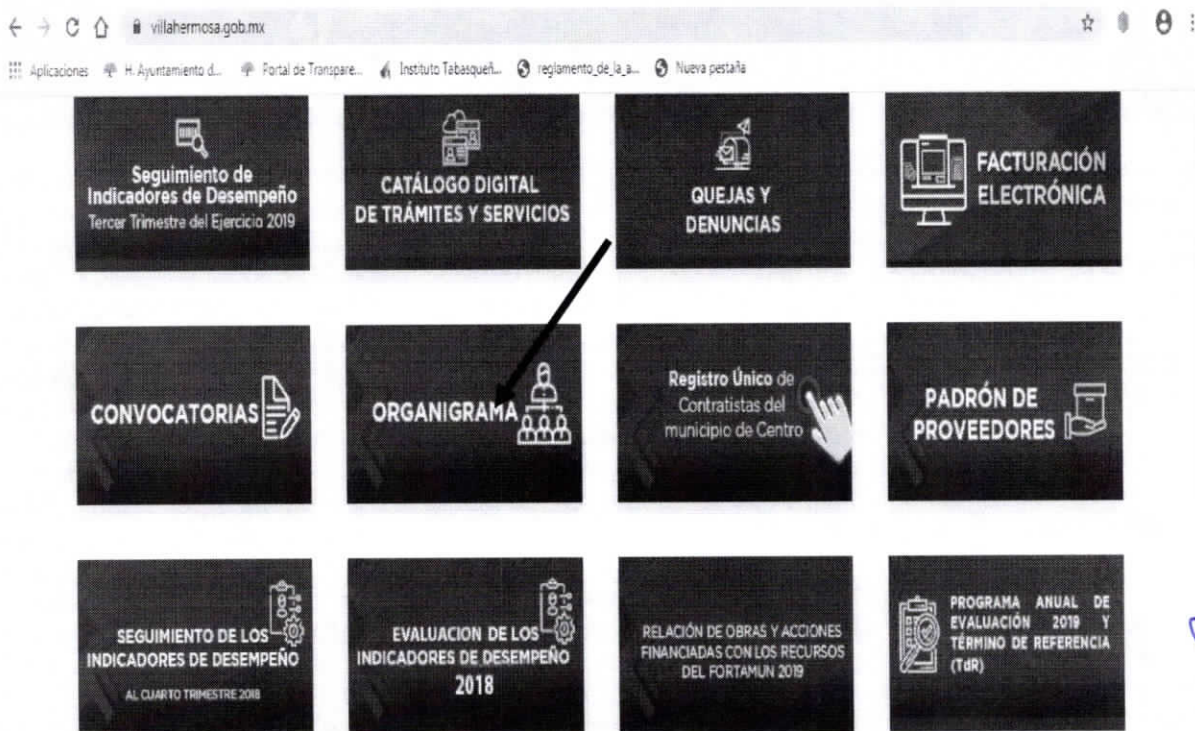 villahermosa.gob.mx
Aplicaciones H. Ayuntamiento d... Portal de Transpare... Instituto Tabasqueñ... reglamento_de_la_a... Nueva pestaña
Seguimiento de
Indicadores de Desempeño
Tercer Trimestre del Ejercicio 2019
CATÁLOGO DIGITAL
DE TRÁMITES Y SERVICIOS
QUEJAS Y
DENUNCIAS
FACTURACIÓN
ELECTRÓNICA
CONVOCATORIAS
ORGANIGRAMA
Registro Único de
Contratistas del
municipio de Centro
PADRÓN DE
PROVEEDORES
SEGUIMIENTO DE LOS
INDICADORES DE DESEMPEÑO
AL CUARTO TRIMESTRE 2018
EVALUACION DE LOS
INDICADORES DE DESEMPEÑO
2018
RELACIÓN DE OBRAS Y ACCIONES
FINANCIADAS CON LOS RECURSOS
DEL FORTAMUN 2019
PROGRAMA ANUAL DE
EVALUACIÓN 2019 Y
TÉRMINO DE REFERENCIA
(TdR)